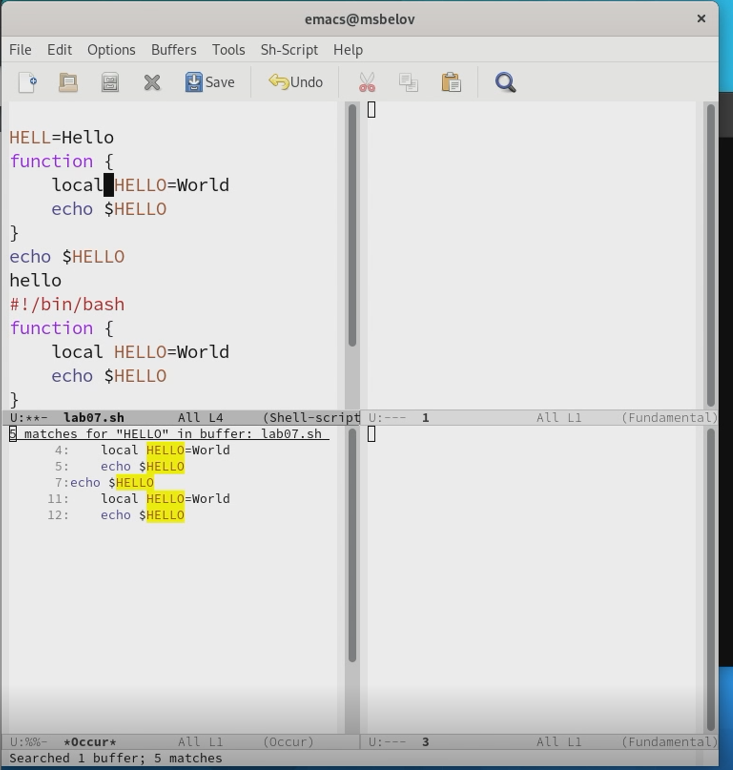 emacs@msbelov ×
File Edit Options Buffers Tools Sh-Script Help
Save Undo
HELL=Hello
function {
    local HELLO=World
    echo $HELLO
}
echo $HELLO
hello
#!/bin/bash
function {
    local HELLO=World
    echo $HELLO
}
U:**- lab07.sh All L4 (Shell-script
U:--- 1 All L1 (Fundamental)
5 matches for "HELLO" in buffer: lab07.sh
4:    local HELLO=World
5:    echo $HELLO
7:echo $HELLO
11:    local HELLO=World
12:    echo $HELLO
U:%%- *Occur* All L1 (Occur)
U:--- 3 All L1 (Fundamental)
Searched 1 buffer; 5 matches